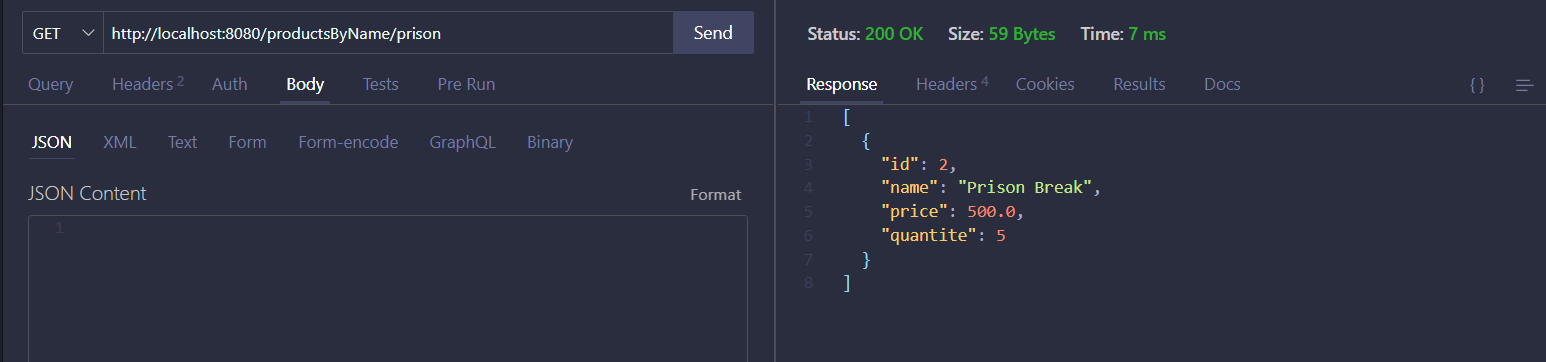 GET http://localhost:8080/productsByName/prison Send
Query Headers 2 Auth Body Tests Pre Run
JSON XML Text Form Form-encode GraphQL Binary
JSON Content Format
1
Status: 200 OK Size: 59 Bytes Time: 7 ms
Response Headers 4 Cookies Results Docs { }
1 [
2 {
3 "id": 2,
4 "name": "Prison Break",
5 "price": 500.0,
6 "quantite": 5
7 }
8 ]